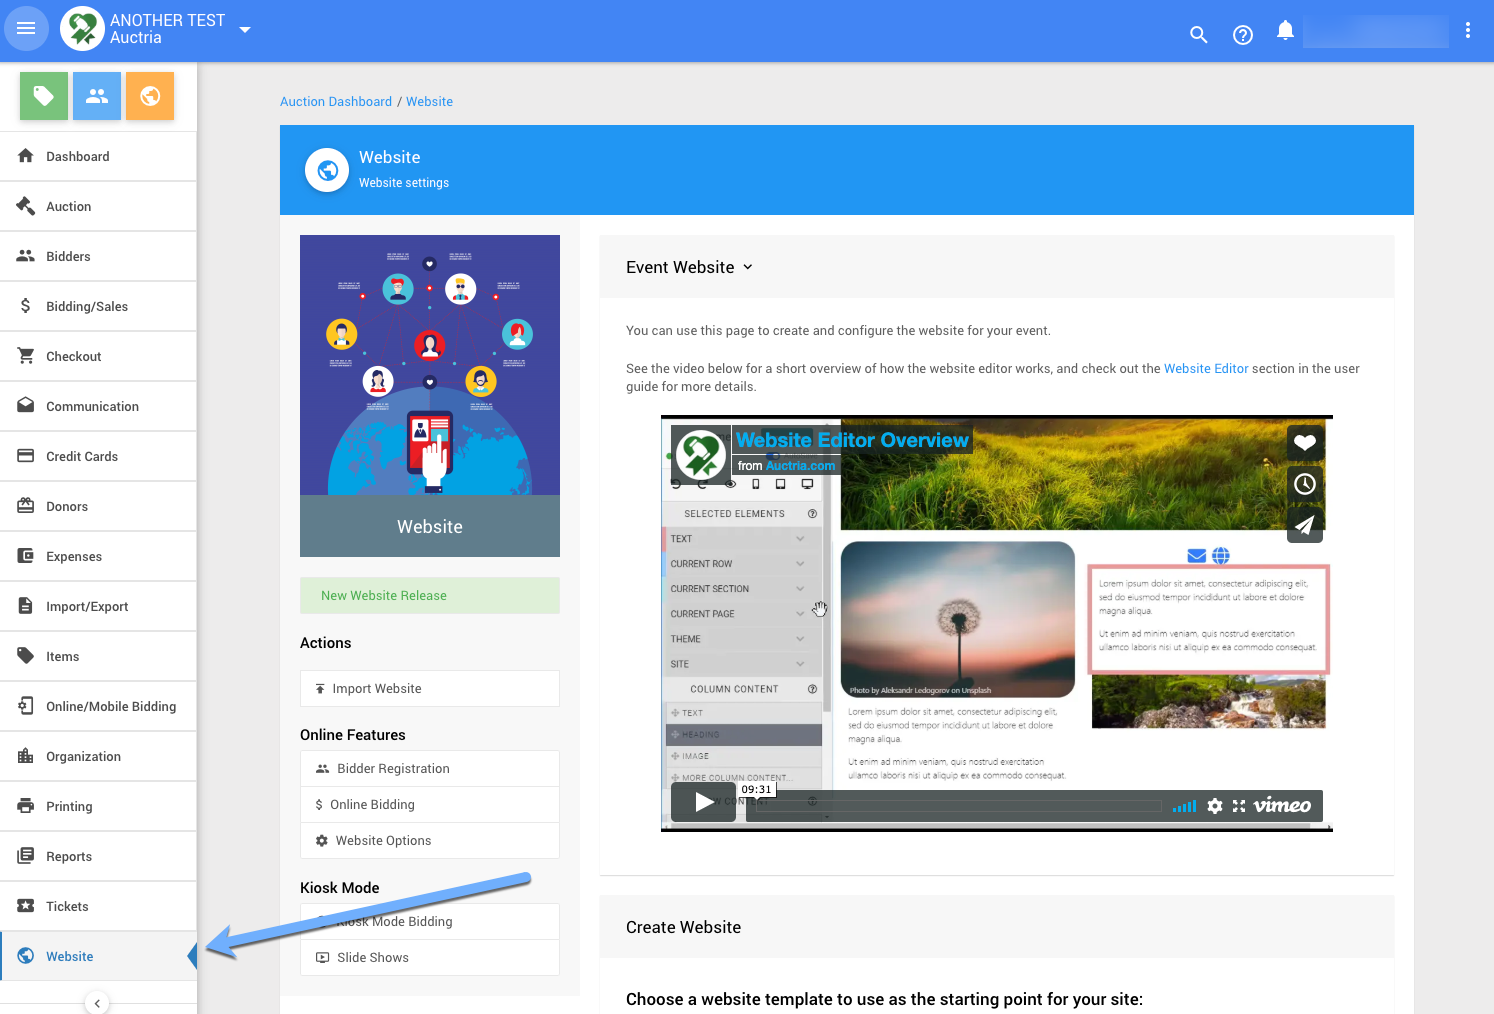 ANOTHER TEST
Auctria
Dashboard
Auction
Bidders
Bidding/Sales
Checkout
Communication
Credit Cards
Donors
Expenses
Import/Export
Items
Online/Mobile Bidding
Organization
Printing
Reports
Tickets
Website
Auction Dashboard / Website
Website
Website settings
Website
New Website Release
Actions
Import Website
Online Features
Bidder Registration
Online Bidding
Website Options
Kiosk Mode
Kiosk Mode Bidding
Slide Shows
Event Website
You can use this page to create and configure the website for your event.
See the video below for a short overview of how the website editor works, and check out the Website Editor section in the user
guide for more details.
Website Editor Overview
from Auctria.com
SELECTED ELEMENTS
TEXT
CURRENT ROW
CURRENT SECTION
CURRENT PAGE
THEME
SITE
COLUMN CONTENT
TEXT
HEADING
IMAGE
MORE COLUMN CONTENT...
Photo by Aleksandr Ledogorov on Unsplash
Lorem ipsum dolor sit amet, consectetur adipiscing elit,
sed do eiusmod tempor incididunt ut labore et dolore
magna aliqua.
Ut enim ad minim veniam, quis nostrud exercitation
ullamco laboris nisi ut aliquip ex ea commodo consequat.
Lorem ipsum dolor sit amet, consectetur adipiscing elit,
sed do eiusmod tempor incididunt ut labore et dolore
magna aliqua.
Ut enim ad minim veniam, quis nostrud exercitation
ullamco laboris nisi ut aliquip ex ea commodo consequat.
09:31
vimeo
Create Website
Choose a website template to use as the starting point for your site: